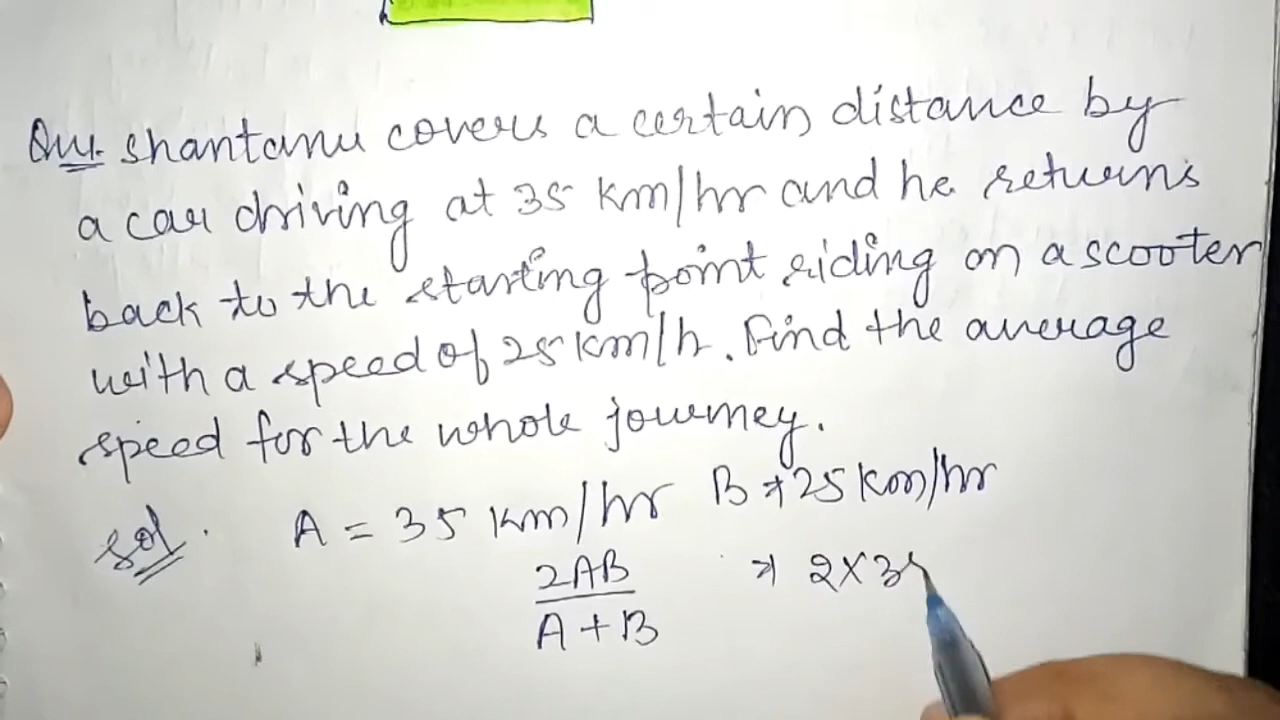 Que. Shantanu covers a certain distance by
a car driving at 35 km/hr and he returns
back to the starting point riding on a scooter
with a speed of 25 km/h. Find the average
speed for the whole journey.
Sol. A = 35 km/hr B ⇒ 25 km/hr
2AB ⇒ 2×35
A+B